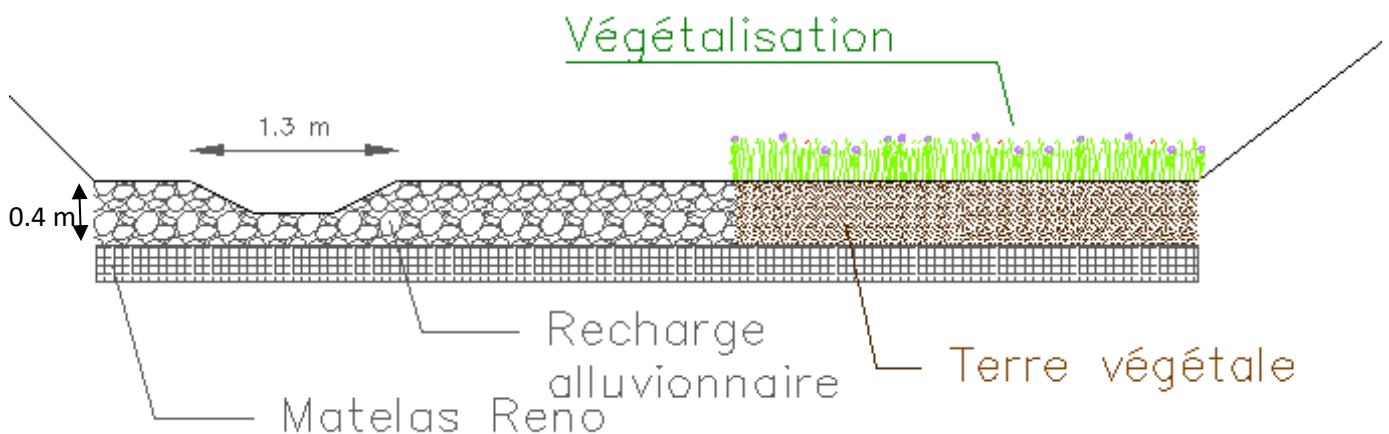 Végétalisation
1.3 m
0.4 m
Recharge
alluvionnaire
Terre végétale
Matelas Reno